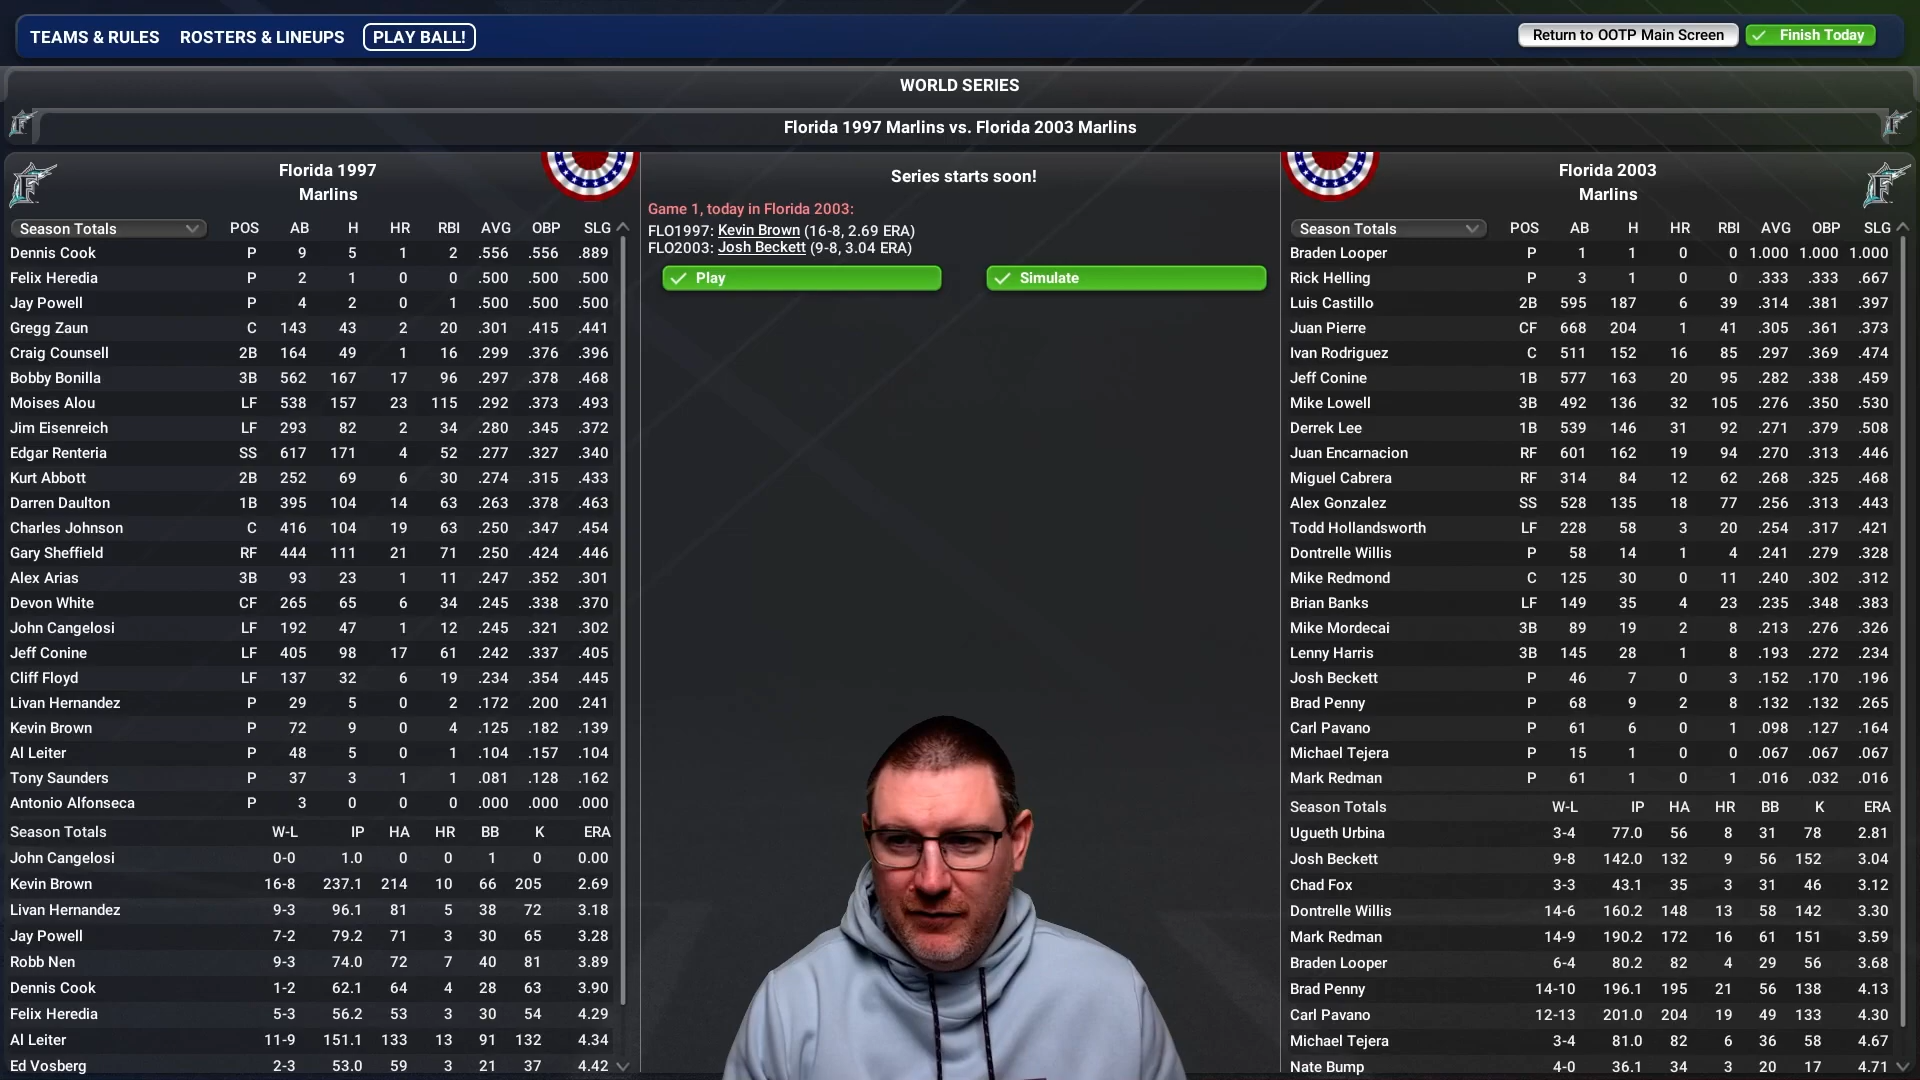 TEAMS & RULES ROSTERS & LINEUPS PLAY BALL! Return to OOTP Main Screen Finish Today
WORLD SERIES
Florida 1997 Marlins vs. Florida 2003 Marlins
Florida 1997
Marlins
Season Totals POS AB H HR RBI AVG OBP SLG
Dennis Cook P 9 5 1 2 .556 .556 .889
Felix Heredia P 2 1 0 0 .500 .500 .500
Jay Powell P 4 2 0 1 .500 .500 .500
Gregg Zaun C 143 43 2 20 .301 .415 .441
Craig Counsell 2B 164 49 1 16 .299 .376 .396
Bobby Bonilla 3B 562 167 17 96 .297 .378 .468
Moises Alou LF 538 157 23 115 .292 .373 .493
Jim Eisenreich LF 293 82 2 34 .280 .345 .372
Edgar Renteria SS 617 171 4 52 .277 .327 .340
Kurt Abbott 2B 252 69 6 30 .274 .315 .433
Darren Daulton 1B 395 104 14 63 .263 .378 .463
Charles Johnson C 416 104 19 63 .250 .347 .454
Gary Sheffield RF 444 111 21 71 .250 .424 .446
Alex Arias 3B 93 23 1 11 .247 .352 .301
Devon White CF 265 65 6 34 .245 .338 .370
John Cangelosi LF 192 47 1 12 .245 .321 .302
Jeff Conine LF 405 98 17 61 .242 .337 .405
Cliff Floyd LF 137 32 6 19 .234 .354 .445
Livan Hernandez P 29 5 0 2 .172 .200 .241
Kevin Brown P 72 9 0 4 .125 .182 .139
Al Leiter P 48 5 0 1 .104 .157 .104
Tony Saunders P 37 3 1 1 .081 .128 .162
Antonio Alfonseca P 3 0 0 0 .000 .000 .000
Season Totals W-L IP HA HR BB K ERA
John Cangelosi 0-0 1.0 0 0 1 0 0.00
Kevin Brown 16-8 237.1 214 10 66 205 2.69
Livan Hernandez 9-3 96.1 81 5 38 72 3.18
Jay Powell 7-2 79.2 71 3 30 65 3.28
Robb Nen 9-3 74.0 72 7 40 81 3.89
Dennis Cook 1-2 62.1 64 4 28 63 3.90
Felix Heredia 5-3 56.2 53 3 30 54 4.29
Al Leiter 11-9 151.1 133 13 91 132 4.34
Ed Vosberg 2-3 53.0 59 3 21 37 4.42
Series starts soon!
Game 1, today in Florida 2003:
FLO1997: Kevin Brown (16-8, 2.69 ERA)
FLO2003: Josh Beckett (9-8, 3.04 ERA)
Play Simulate
Florida 2003
Marlins
Season Totals POS AB H HR RBI AVG OBP SLG
Braden Looper P 1 1 0 0 1.000 1.000 1.000
Rick Helling P 3 1 0 0 .333 .333 .667
Luis Castillo 2B 595 187 6 39 .314 .381 .397
Juan Pierre CF 668 204 1 41 .305 .361 .373
Ivan Rodriguez C 511 152 16 85 .297 .369 .474
Jeff Conine 1B 577 163 20 95 .282 .338 .459
Mike Lowell 3B 492 136 32 105 .276 .350 .530
Derrek Lee 1B 539 146 31 92 .271 .379 .508
Juan Encarnacion RF 601 162 19 94 .270 .313 .446
Miguel Cabrera RF 314 84 12 62 .268 .325 .468
Alex Gonzalez SS 528 135 18 77 .256 .313 .443
Todd Hollandsworth LF 228 58 3 20 .254 .317 .421
Dontrelle Willis P 58 14 1 4 .241 .279 .328
Mike Redmond C 125 30 0 11 .240 .302 .312
Brian Banks LF 149 35 4 23 .235 .348 .383
Mike Mordecai 3B 89 19 2 8 .213 .276 .326
Lenny Harris 3B 145 28 1 8 .193 .272 .234
Josh Beckett P 46 7 0 3 .152 .170 .196
Brad Penny P 68 9 2 8 .132 .132 .265
Carl Pavano P 61 6 0 1 .098 .127 .164
Michael Tejera P 15 1 0 0 .067 .067 .067
Mark Redman P 61 1 0 1 .016 .032 .016
Season Totals W-L IP HA HR BB K ERA
Ugueth Urbina 3-4 77.0 56 8 31 78 2.81
Josh Beckett 9-8 142.0 132 9 56 152 3.04
Chad Fox 3-3 43.1 35 3 31 46 3.12
Dontrelle Willis 14-6 160.2 148 13 58 142 3.30
Mark Redman 14-9 190.2 172 16 61 151 3.59
Braden Looper 6-4 80.2 82 4 29 56 3.68
Brad Penny 14-10 196.1 195 21 56 138 4.13
Carl Pavano 12-13 201.0 204 19 49 133 4.30
Michael Tejera 3-4 81.0 82 6 36 58 4.67
Nate Bump 4-0 36.1 34 3 20 17 4.71